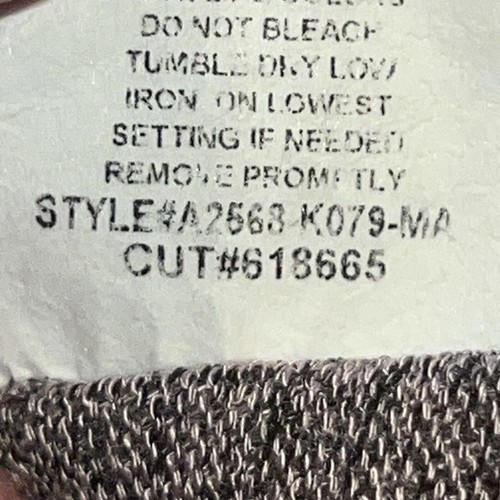 DO NOT BLEACH
TUMBLE DRY LOW
IRON ON LOWEST
SETTING IF NEEDED
REMOVE PROMPTLY
STYLE#A2568-K079-MA
CUT#618665